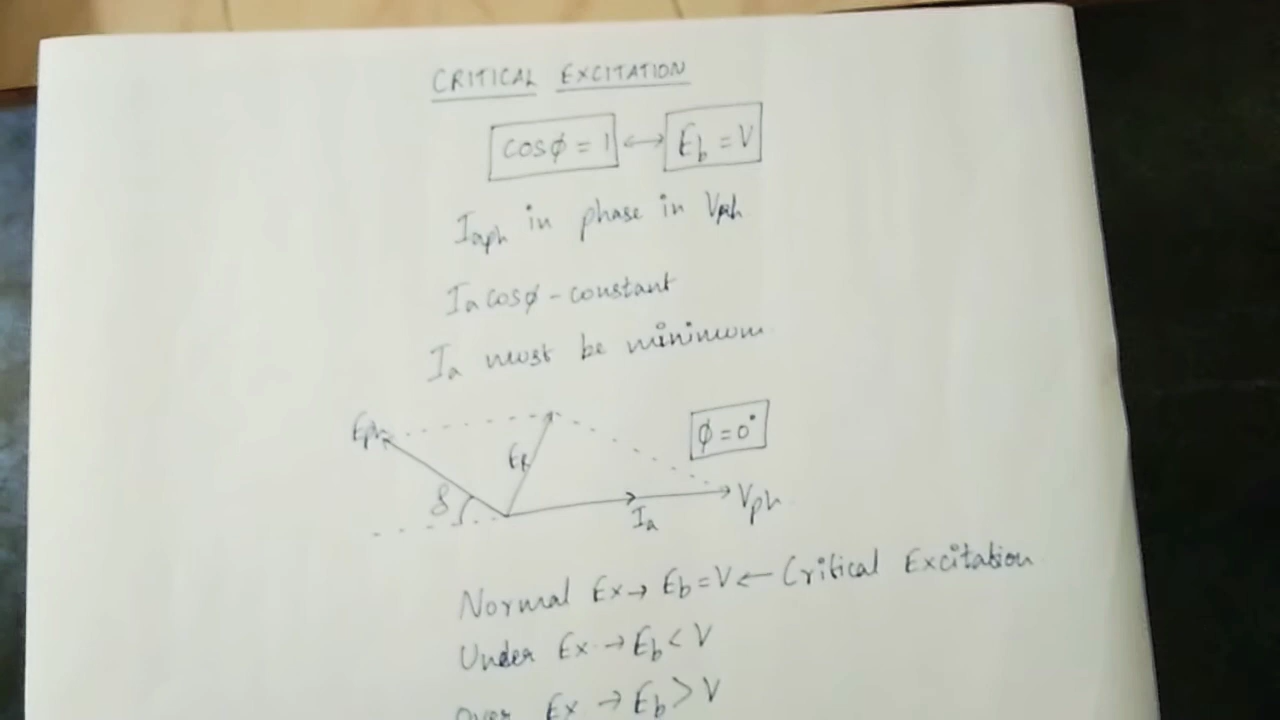 CRITICAL EXCITATION
cosϕ = 1 ↔ Eb = V
Iaph in phase in Vph
Ia cosϕ - constant
Ia must be minimum
Eph
ER
ϕ = 0°
δ
Ia
Vph
Normal Ex → Eb = V ← Critical Excitation
Under Ex → Eb < V
Over Ex → Eb > V